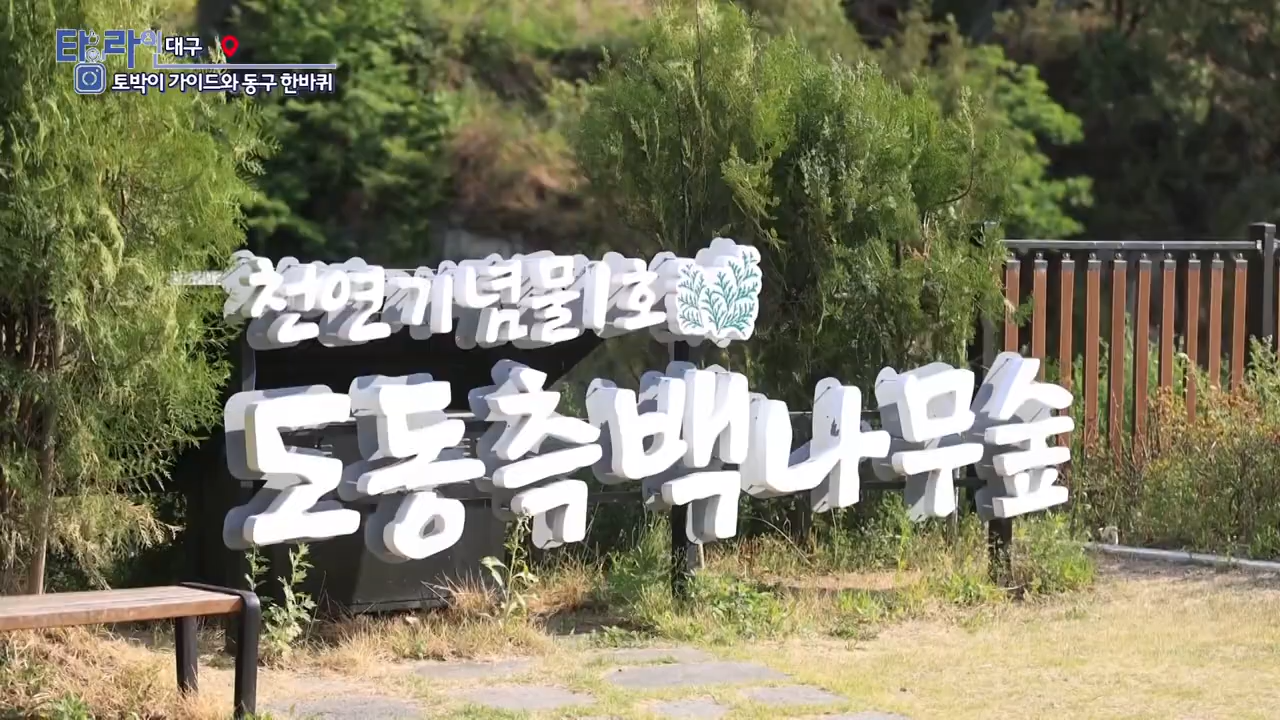 타라의 대구
토박이 가이드와 동구 한바퀴
천연기념물1호
도동측백나무숲